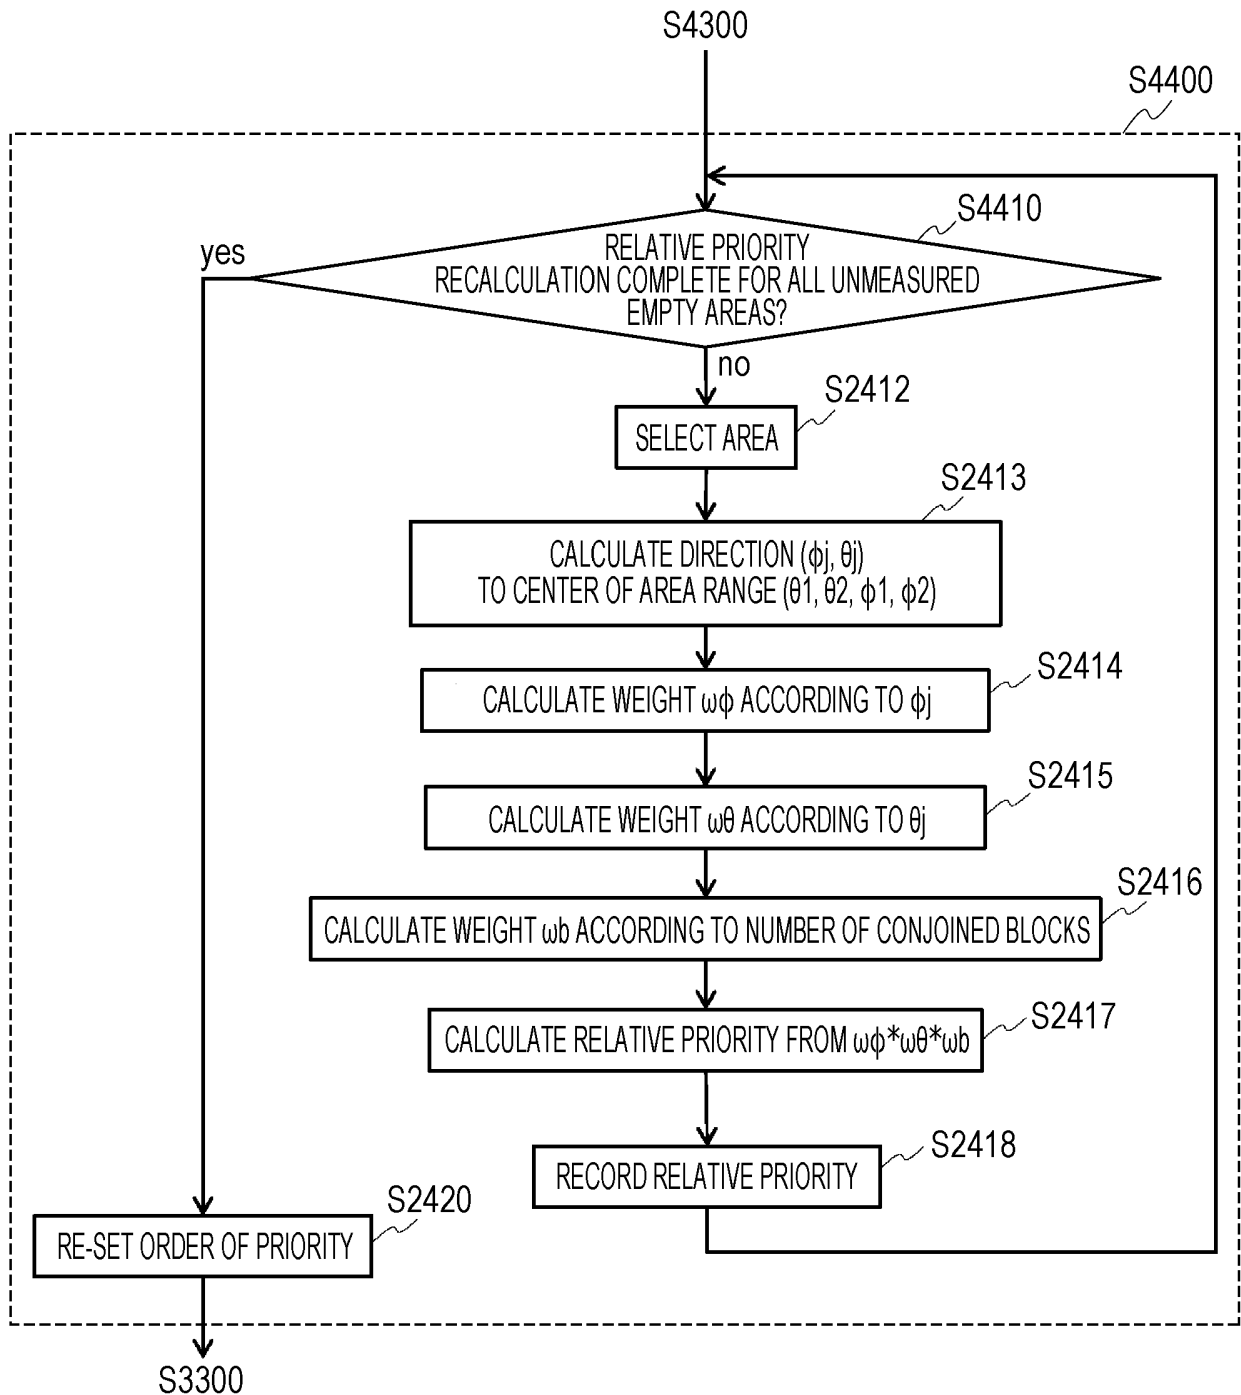 S4300
S4400
S4410
yes
RELATIVE PRIORITY
RECALCULATION COMPLETE FOR ALL UNMEASURED
EMPTY AREAS?
no
S2412
SELECT AREA
S2413
CALCULATE DIRECTION (ϕj, θj)
TO CENTER OF AREA RANGE (θ1, θ2, ϕ1, ϕ2)
S2414
CALCULATE WEIGHT ωϕ ACCORDING TO ϕj
S2415
CALCULATE WEIGHT ωθ ACCORDING TO θj
S2416
CALCULATE WEIGHT ωb ACCORDING TO NUMBER OF CONJOINED BLOCKS
S2417
CALCULATE RELATIVE PRIORITY FROM ωϕ*ωθ*ωb
S2418
RECORD RELATIVE PRIORITY
S2420
RE-SET ORDER OF PRIORITY
S3300